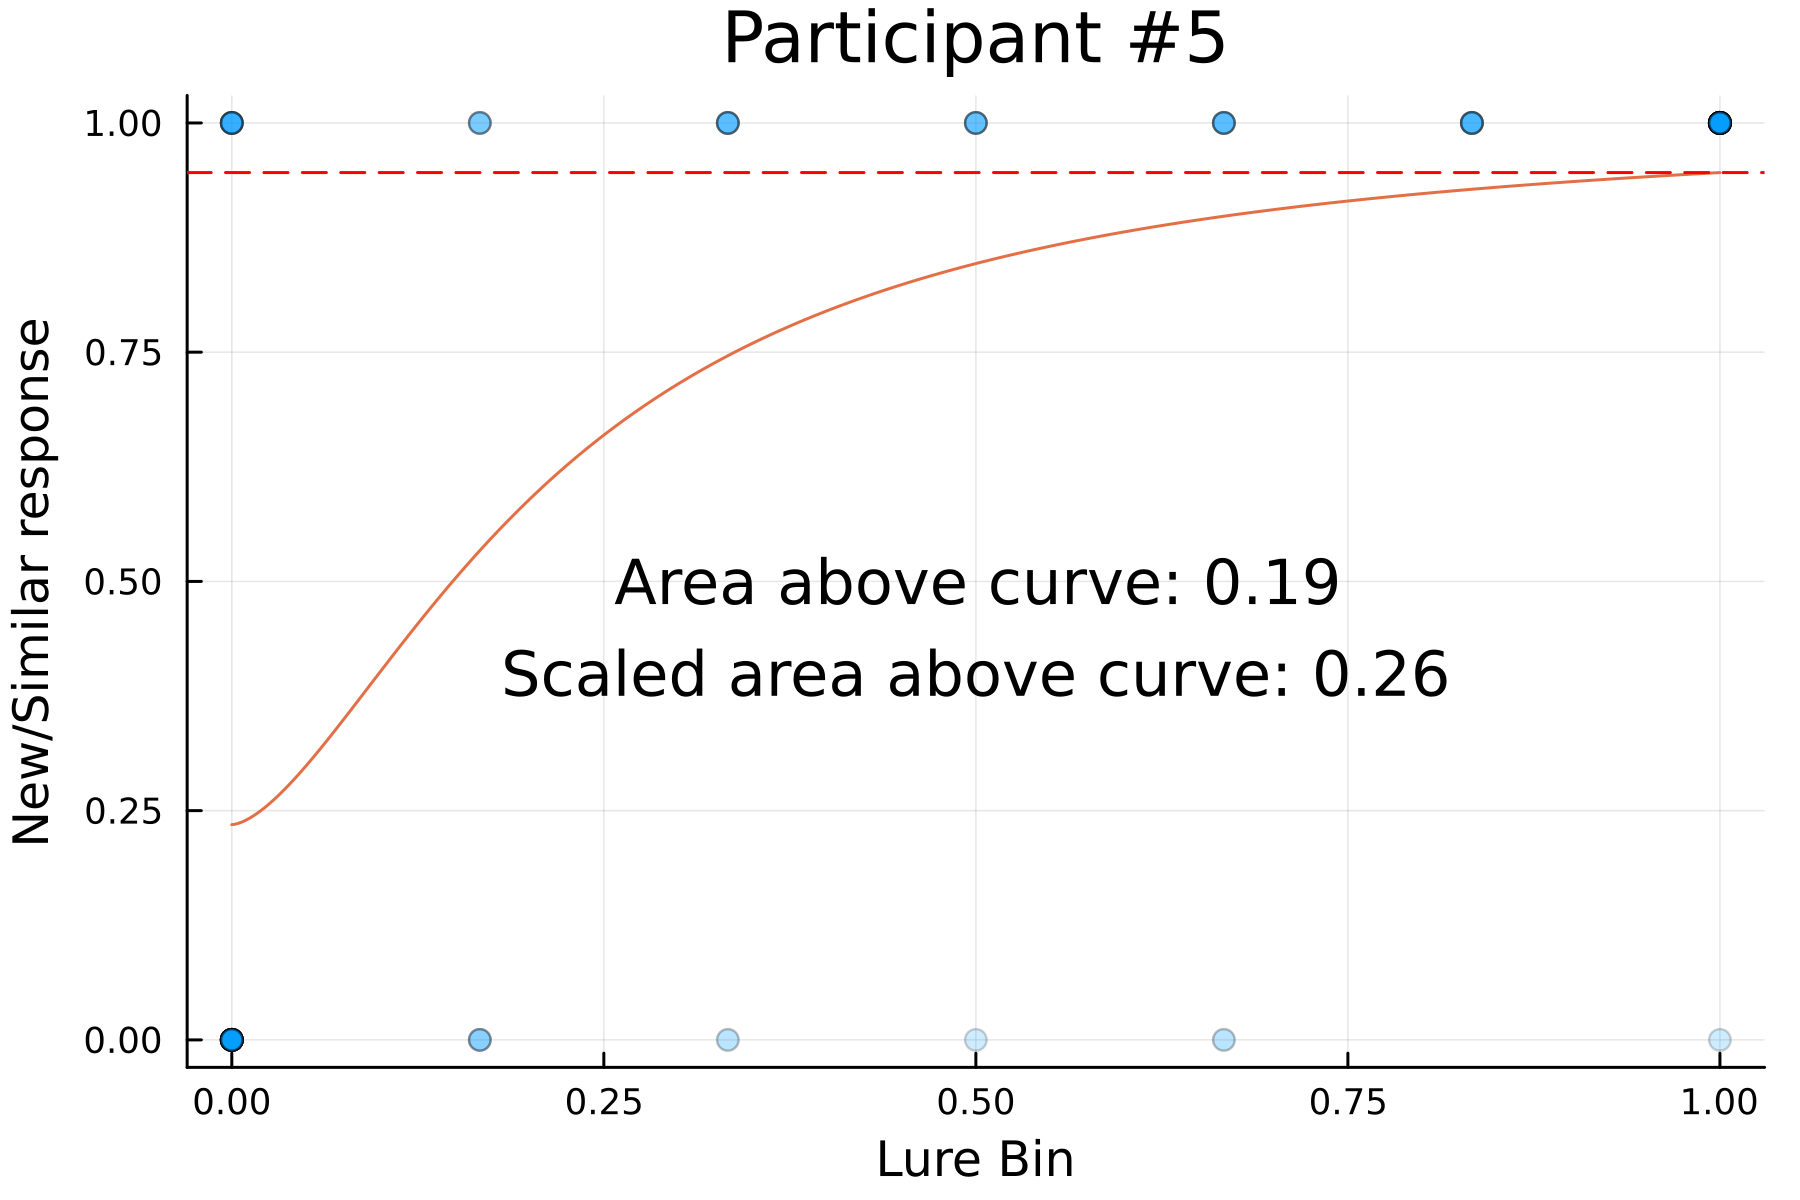 Participant #5
1.00
0.75
0.50
0.25
0.00
New/Similar response
Area above curve: 0.19
Scaled area above curve: 0.26
0.00 0.25 0.50 0.75 1.00
Lure Bin